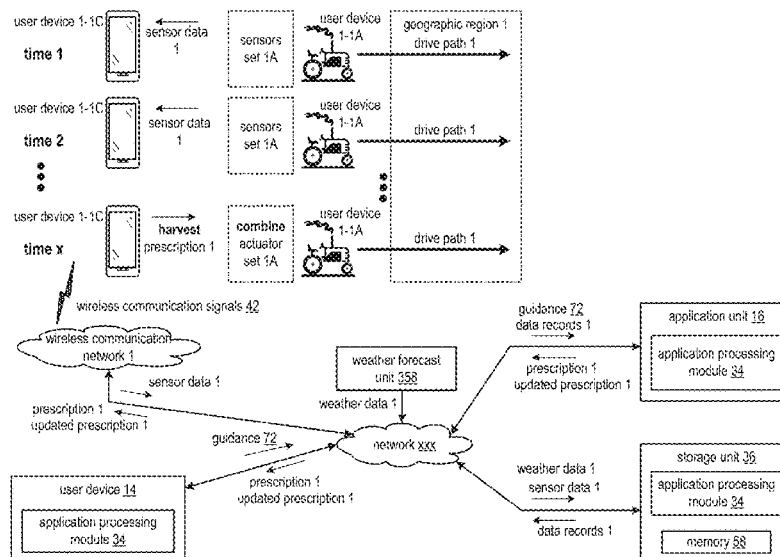 user device 1-1C
time 1
sensor data
1
sensors
set 1A
user device
1-1A
geographic region 1
drive path 1
user device 1-1C
time 2
sensor data
1
sensors
set 1A
user device
1-1A
drive path 1
user device 1-1C
time x
harvest
prescription 1
combine
actuator
set 1A
user device
1-1A
drive path 1
wireless communication signals 42
wireless communication
network 1
sensor data 1
prescription 1
updated prescription 1
weather forecast
unit 358
weather data 1
guidance 72
data records 1
prescription 1
updated prescription 1
application unit 16
application processing
module 34
guidance 72
network xxx
prescription 1
updated prescription 1
user device 14
application processing
module 34
weather data 1
sensor data 1
data records 1
storage unit 36
application processing
module 34
memory 58